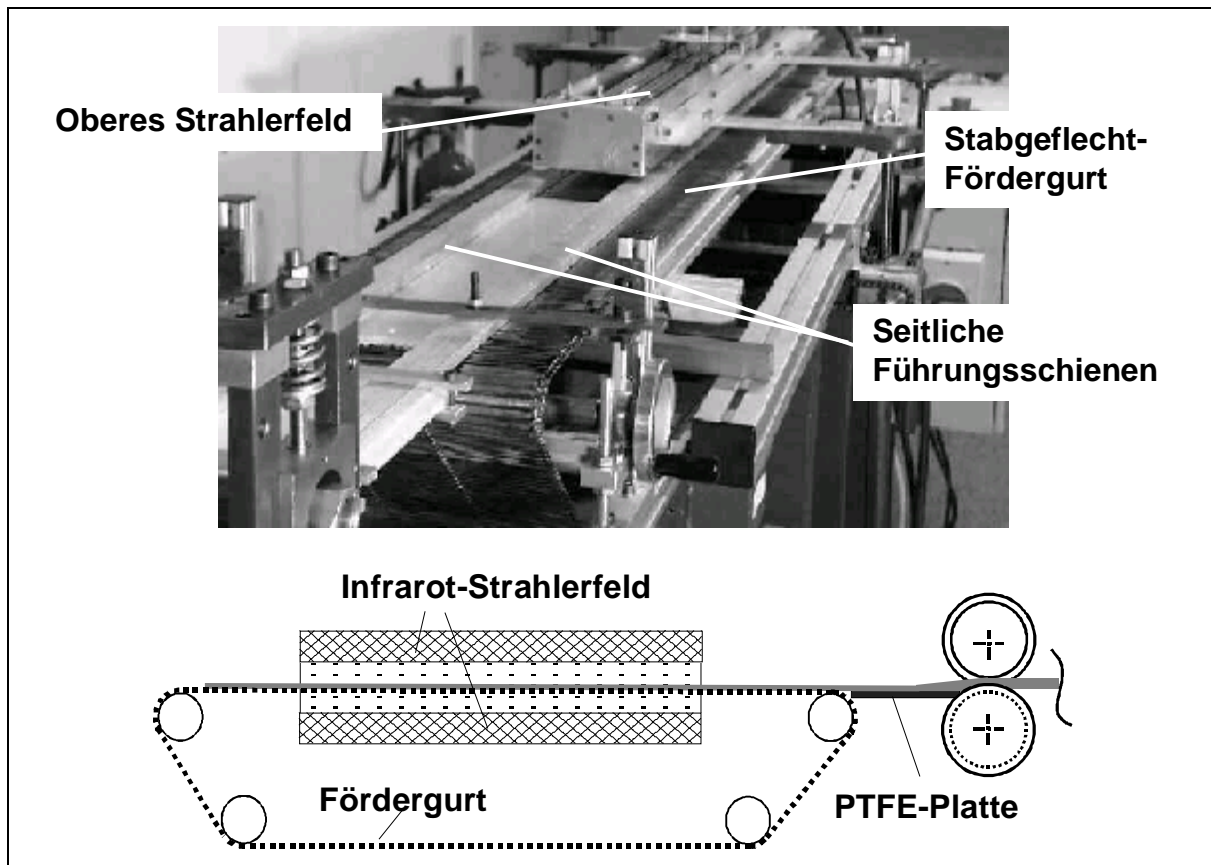 Oberes Strahlerfeld
Stabgeflecht-
Fördergurt
Seitliche
Führungsschienen
Infrarot-Strahlerfeld
Fördergurt
PTFE-Platte